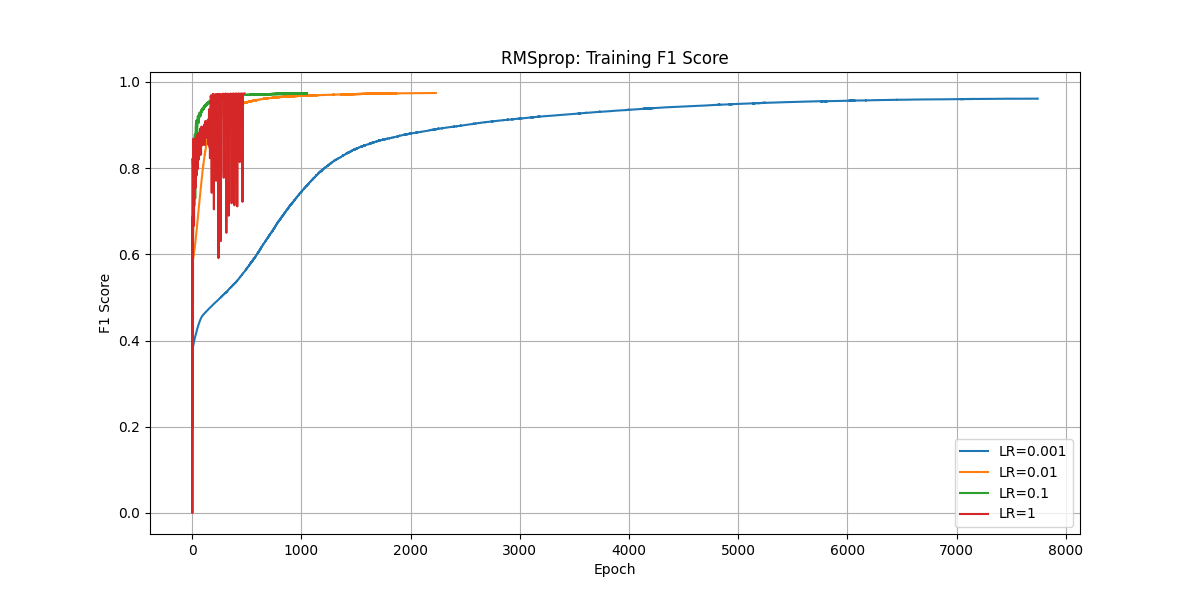 RMSprop: Training F1 Score
1.0
0.8
0.6
0.4
0.2
0.0
F1 Score
0 1000 2000 3000 4000 5000 6000 7000 8000
Epoch
LR=0.001
LR=0.01
LR=0.1
LR=1